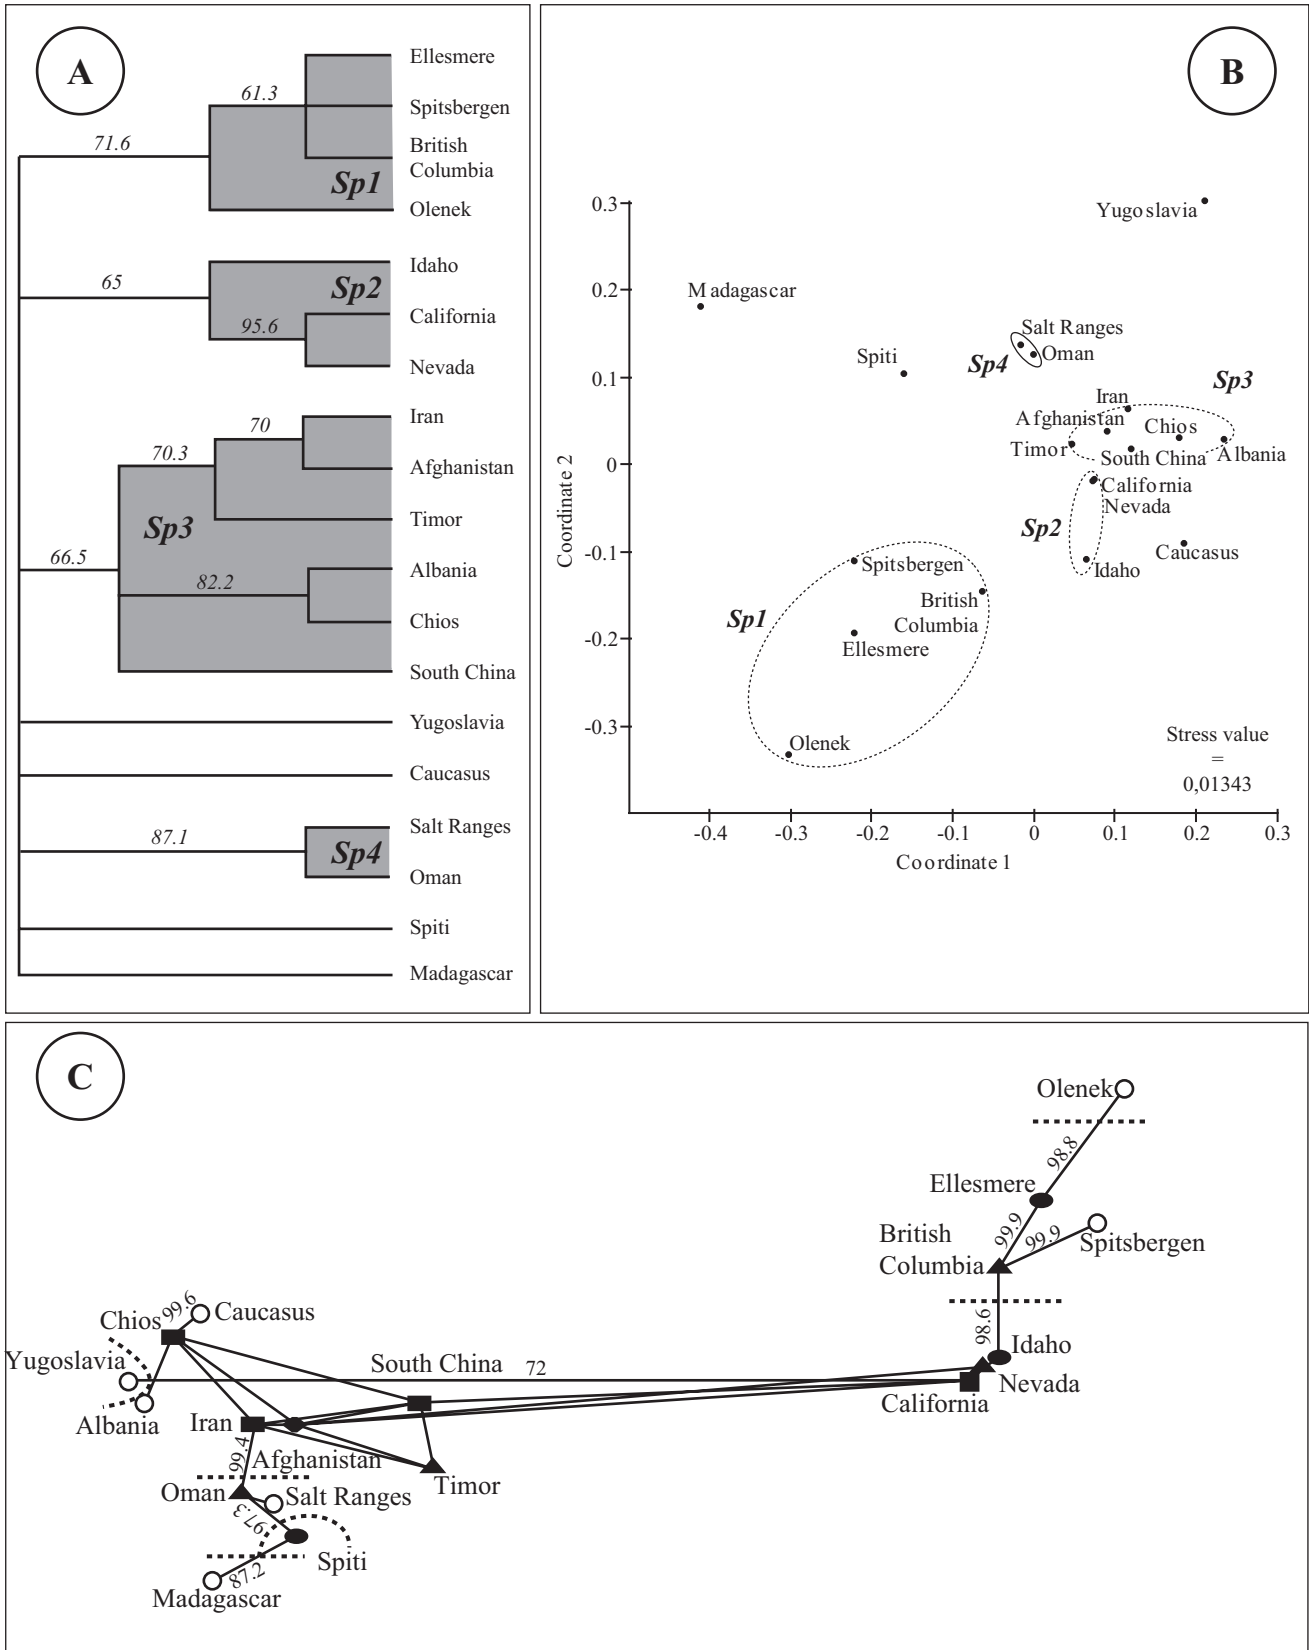 A
Ellesmere
61.3
Spitsbergen
71.6
British
Columbia
Sp1
Olenek
Idaho
65
Sp2
California
95.6
Nevada
Iran
70
70.3
Afghanistan
Timor
Sp3
66.5
Albania
82.2
Chios
South China
Yugoslavia
Caucasus
Salt Ranges
87.1
Sp4
Oman
Spiti
Madagascar
B
0.3
0.2
0.1
0
-0.1
-0.2
-0.3
Coordinate 2
Yugoslavia
Madagascar
Salt Ranges
Oman
Sp4
Spiti
Sp3
Iran
Afghanistan
Chios
Timor
South China
Albania
California
Nevada
Sp2
Caucasus
Idaho
Spitsbergen
British
Columbia
Sp1
Ellesmere
Olenek
Stress value
=
0,01343
-0.4
-0.3
-0.2
-0.1
0
0.1
0.2
0.3
Coordinate 1
C
Olenek
98.8
Ellesmere
99.9
99.9
British
Columbia
Spitsbergen
98.6
Idaho
Nevada
California
99.6
Caucasus
Chios
Yugoslavia
South China
72
Albania
Iran
99.4
Afghanistan
Timor
Oman
Salt Ranges
97.3
Spiti
87.2
Madagascar